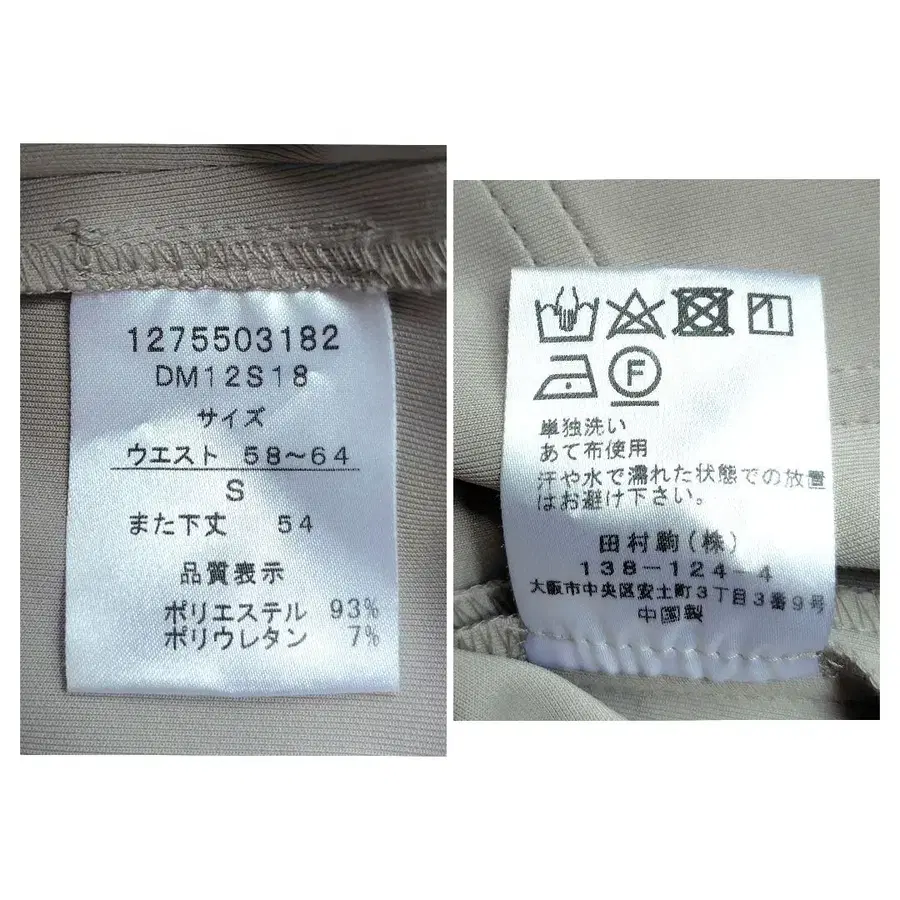 1275503182
DM12S18
サイズ
ウエスト 58〜64
S
また下丈 54
品質表示
ポリエステル 93%
ポリウレタン 7%
F
単独洗い
あて布使用
汗や水で濡れた状態での放置
はお避け下さい。
田村駒(株)
138-124-4
大阪市中央区安土町3丁目3番9号
中国製